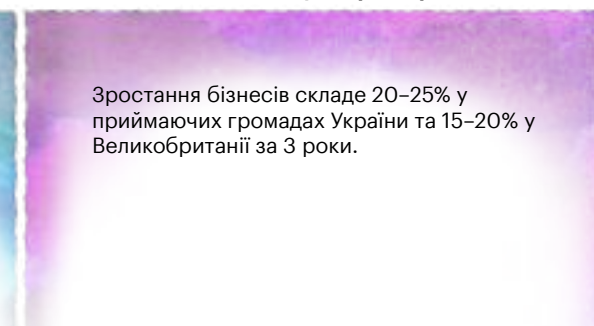 Зростання бізнесів складе 20–25% у
приймаючих громадах України та 15–20% у
Великобританії за 3 роки.